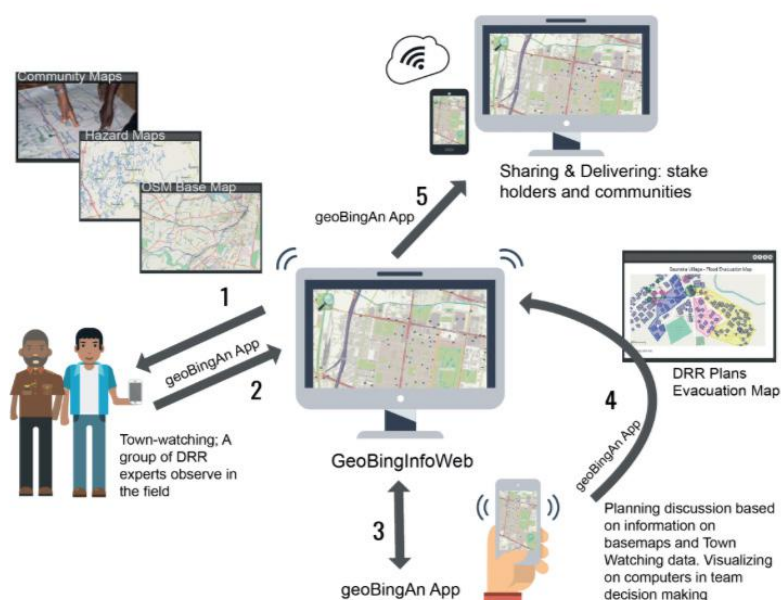 Community Maps
Hazard Maps
OSM Base Map
Sharing & Delivering: stake
holders and communities
5
geoBingAn App
1
geoBingAn App
2
Town-watching; A
group of DRR
experts observe in
the field
GeoBingInfoWeb
3
geoBingAn App
4
geoBingAn App
DRR Plans
Evacuation Map
Planning discussion based
on information on
basemaps and Town
Watching data. Visualizing
on computers in team
decision making